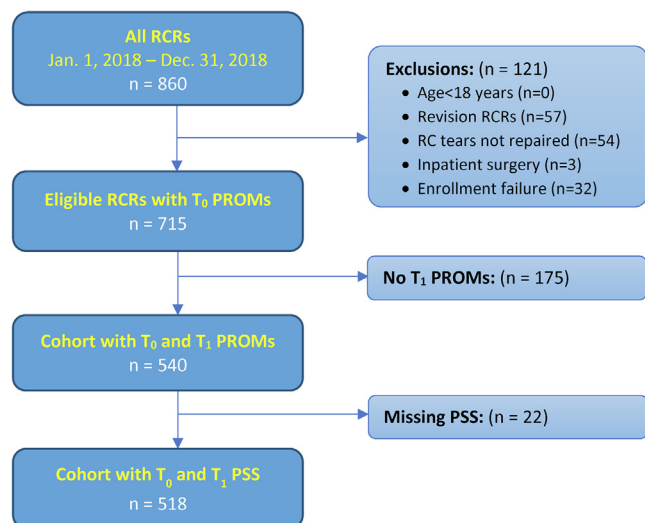 All RCRs
Jan. 1, 2018 – Dec. 31, 2018
n = 860
Exclusions: (n = 121)
• Age<18 years (n=0)
• Revision RCRs (n=57)
• RC tears not repaired (n=54)
• Inpatient surgery (n=3)
• Enrollment failure (n=32)
Eligible RCRs with T₀ PROMs
n = 715
No T₁ PROMs: (n = 175)
Cohort with T₀ and T₁ PROMs
n = 540
Missing PSS: (n = 22)
Cohort with T₀ and T₁ PSS
n = 518